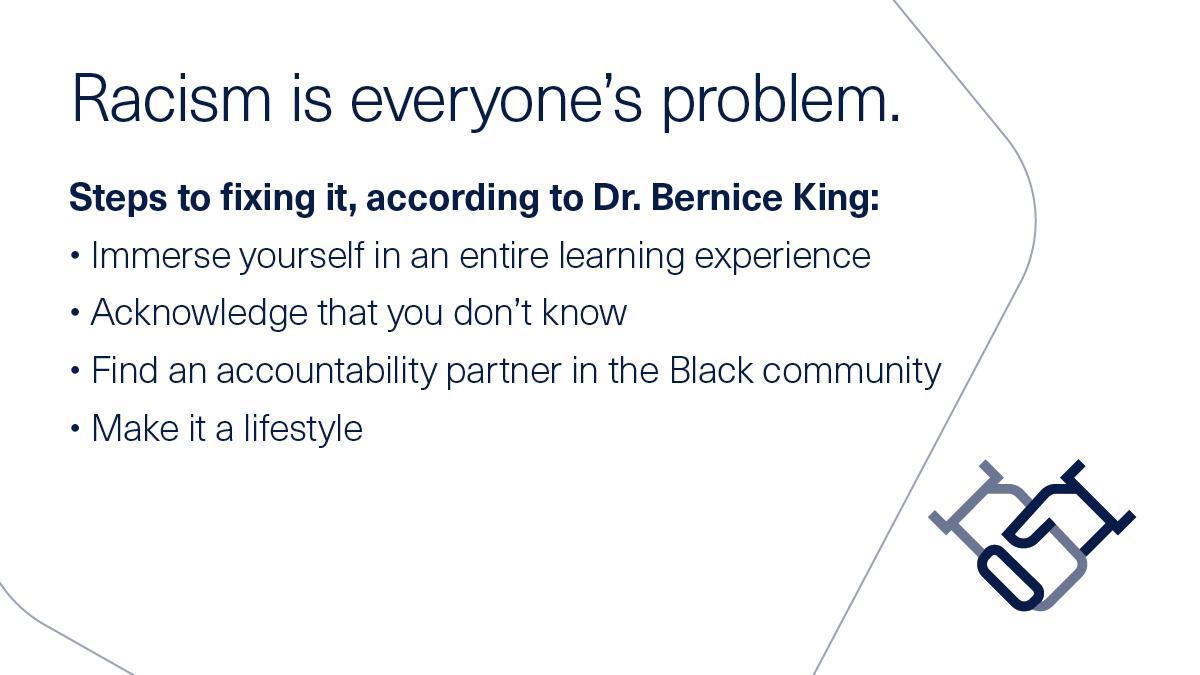 Racism is everyone’s problem.
Steps to fixing it, according to Dr. Bernice King:
• Immerse yourself in an entire learning experience
• Acknowledge that you don’t know
• Find an accountability partner in the Black community
• Make it a lifestyle